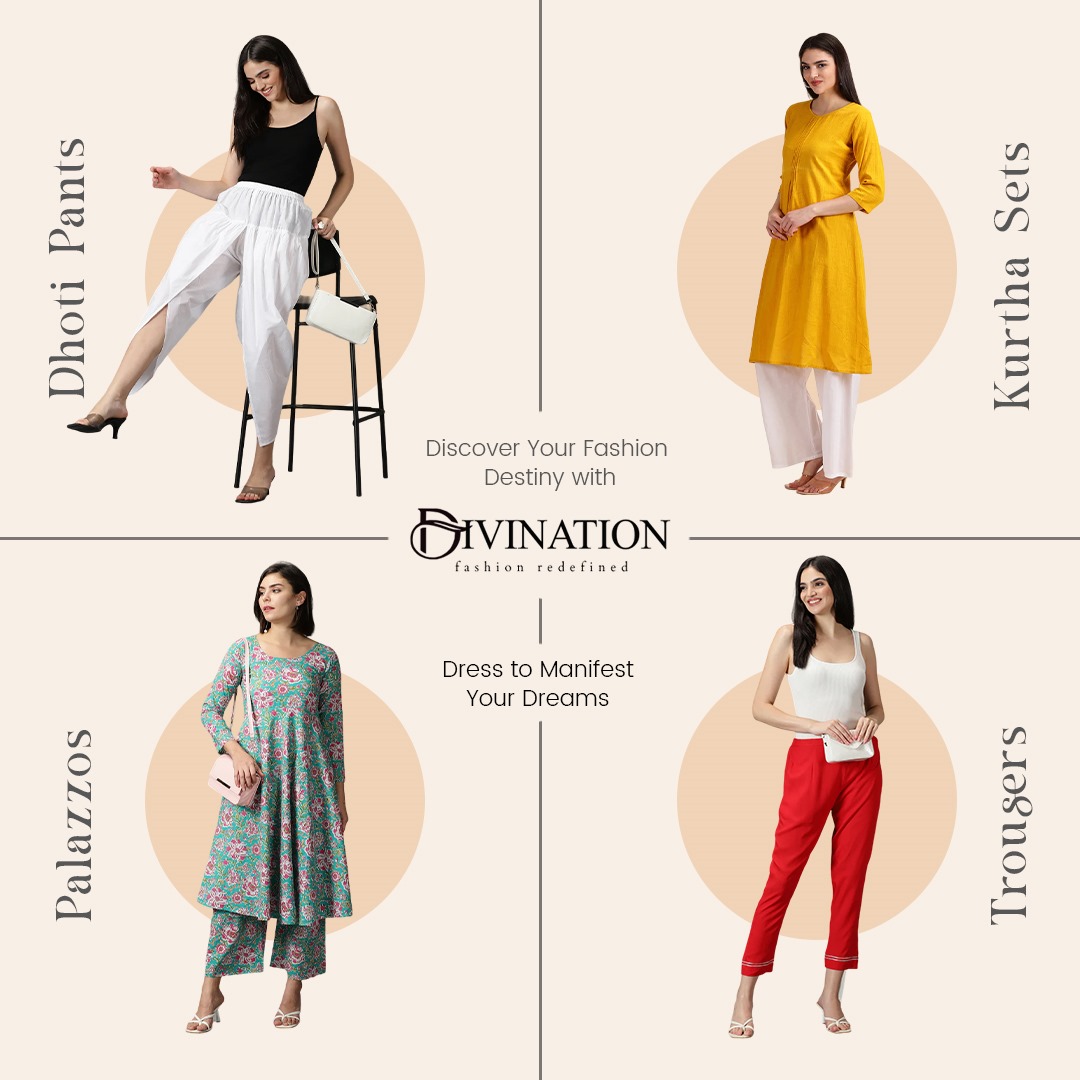 Dhoti Pants
Kurtha Sets
Discover Your Fashion
Destiny with
DIVINATION
fashion redefined
Dress to Manifest
Your Dreams
Palazzos
Trousers